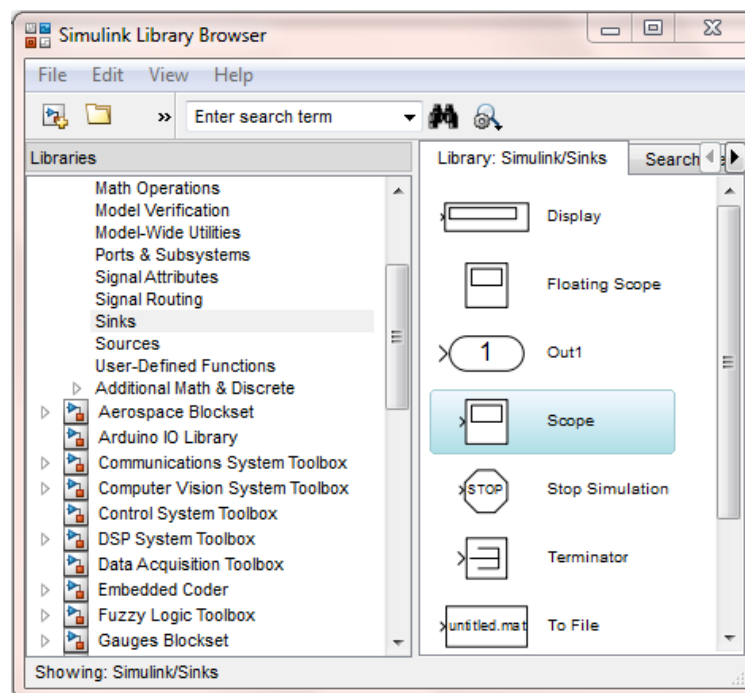 Simulink Library Browser
File Edit View Help
» Enter search term
Libraries
Math Operations
Model Verification
Model-Wide Utilities
Ports & Subsystems
Signal Attributes
Signal Routing
Sinks
Sources
User-Defined Functions
Additional Math & Discrete
Aerospace Blockset
Arduino IO Library
Communications System Toolbox
Computer Vision System Toolbox
Control System Toolbox
DSP System Toolbox
Data Acquisition Toolbox
Embedded Coder
Fuzzy Logic Toolbox
Gauges Blockset
Library: Simulink/Sinks Search
Display
Floating Scope
1 Out1
Scope
STOP Stop Simulation
Terminator
untitled.mat To File
Showing: Simulink/Sinks